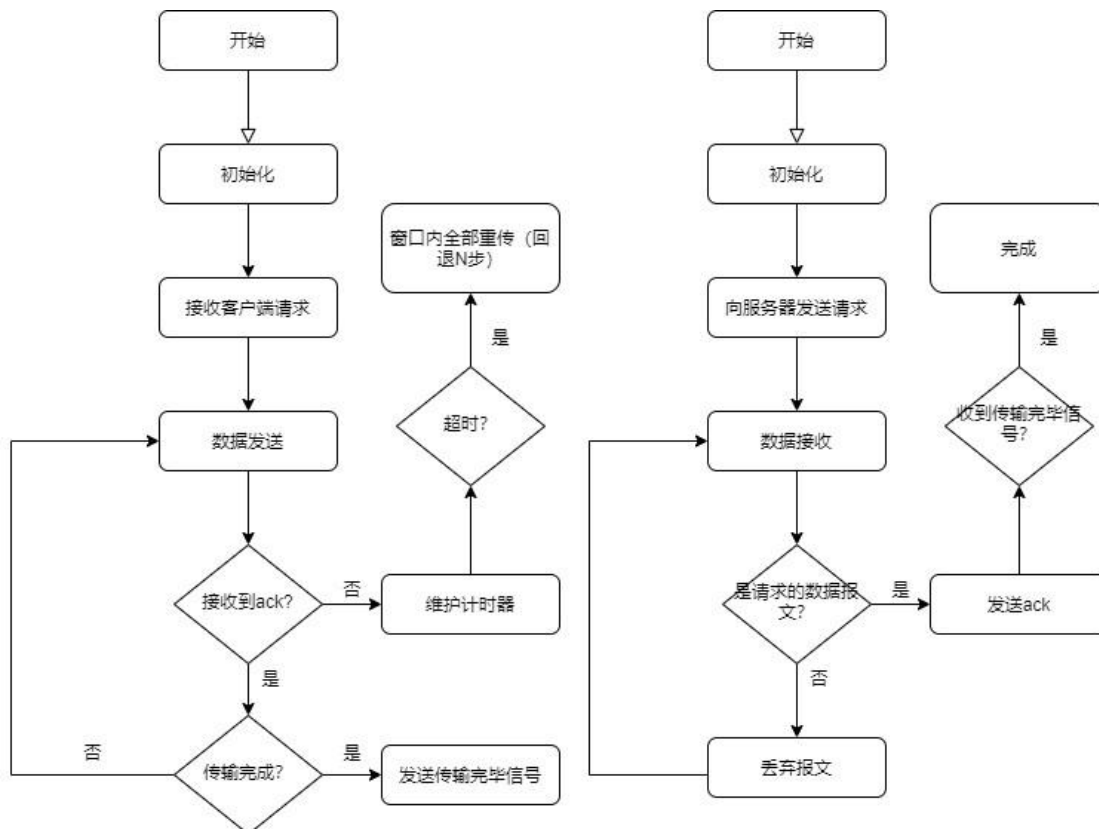 开始
初始化
接收客户端请求
数据发送
接收到ack?
是
传输完成?
否
是
发送传输完毕信号
否
维护计时器
超时?
是
窗口内全部重传（回
退N步）
开始
初始化
向服务器发送请求
数据接收
是请求的数据报
文?
否
丢弃报文
是
发送ack
收到传输完毕信
号?
是
完成